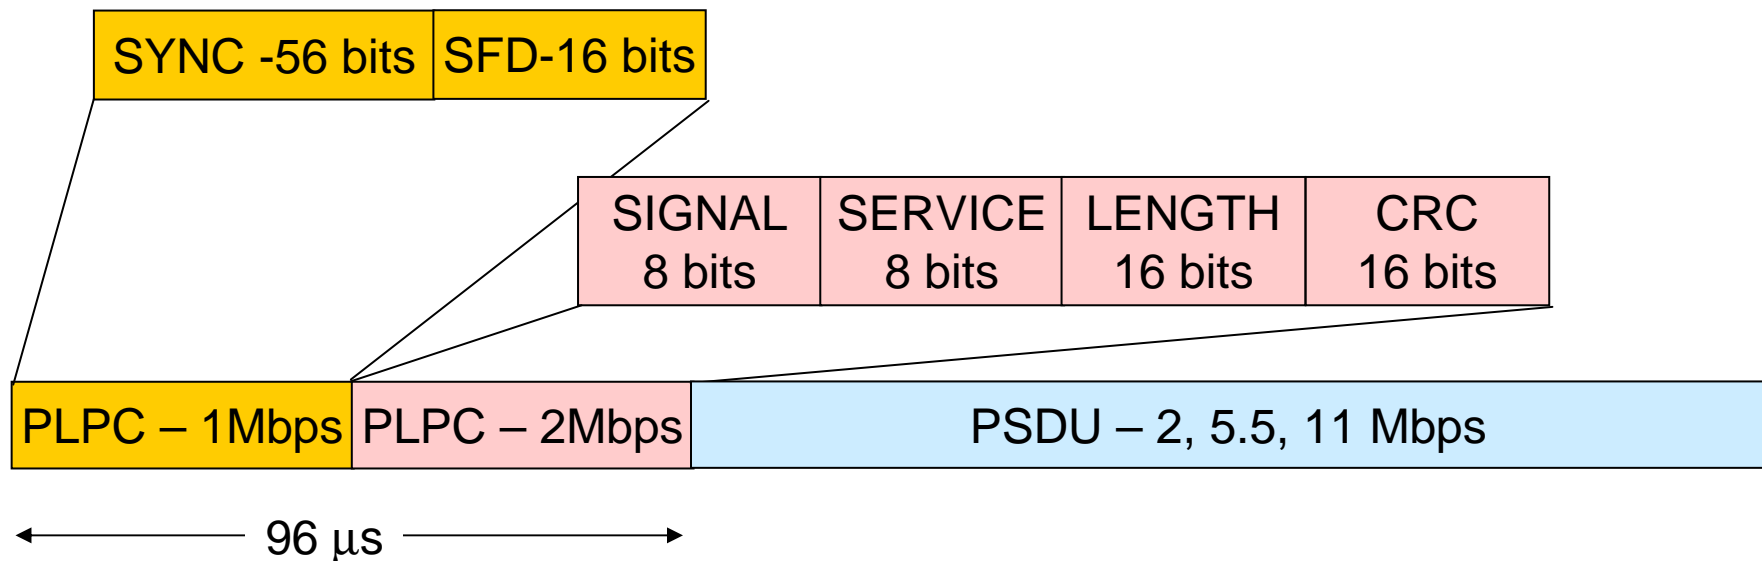 SYNC -56 bits SFD-16 bits
SIGNAL SERVICE LENGTH CRC
8 bits 8 bits 16 bits 16 bits
PLPC – 1Mbps PLPC – 2Mbps PSDU – 2, 5.5, 11 Mbps
96 μs